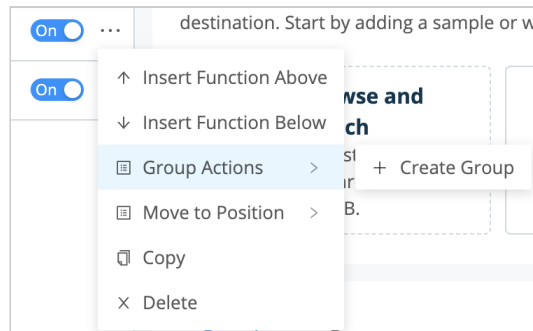 On
destination. Start by adding a sample or w
On
Insert Function Above
Insert Function Below
Group Actions
Create Group
Move to Position
Copy
Delete
wse and
ch
st
B.